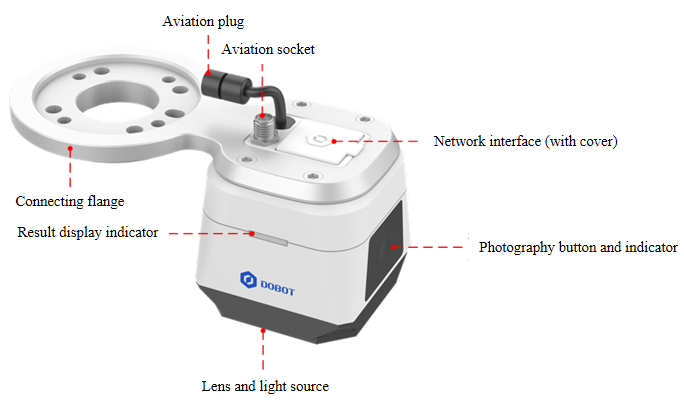 Aviation plug
Aviation socket
Network interface (with cover)
Connecting flange
Result display indicator
Photography button and indicator
DOBOT
Lens and light source